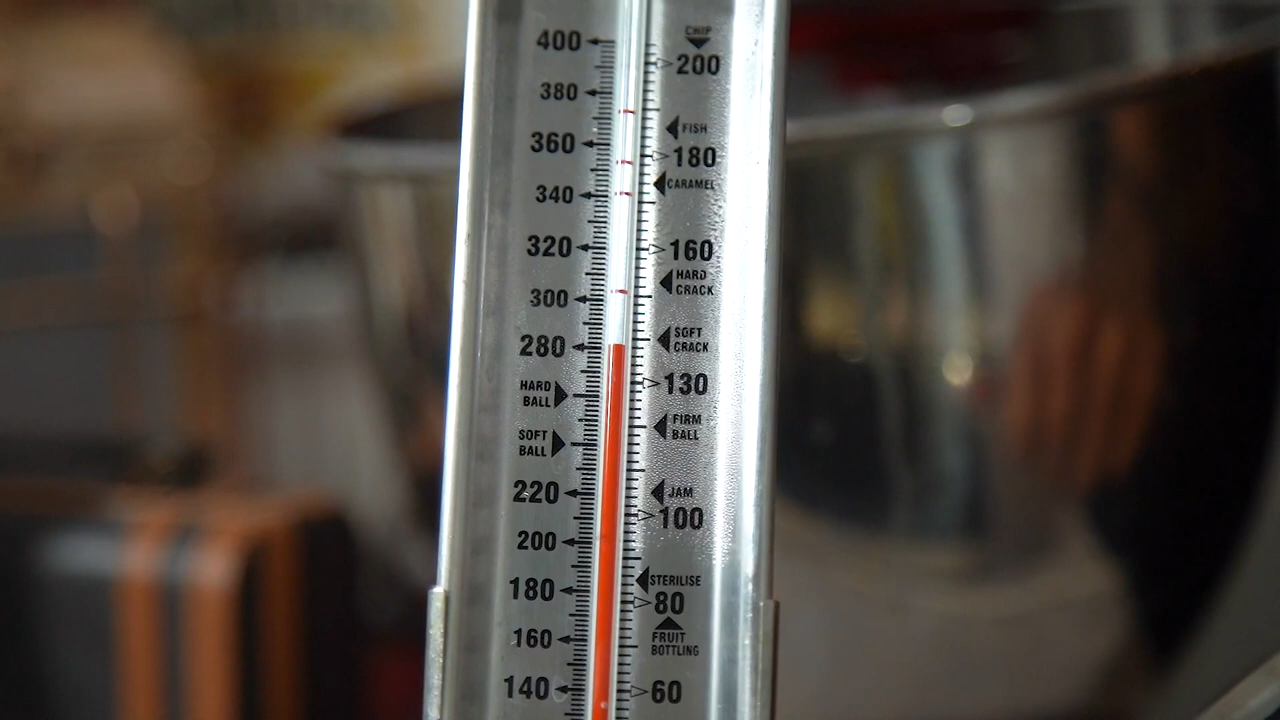 CHIP
400
200
380
FISH
360
180
CARAMEL
340
320
160
HARD
CRACK
300
SOFT
CRACK
280
130
HARD
BALL
FIRM
BALL
SOFT
BALL
220
JAM
100
200
STERILISE
180
80
160
FRUIT
BOTTLING
140
60